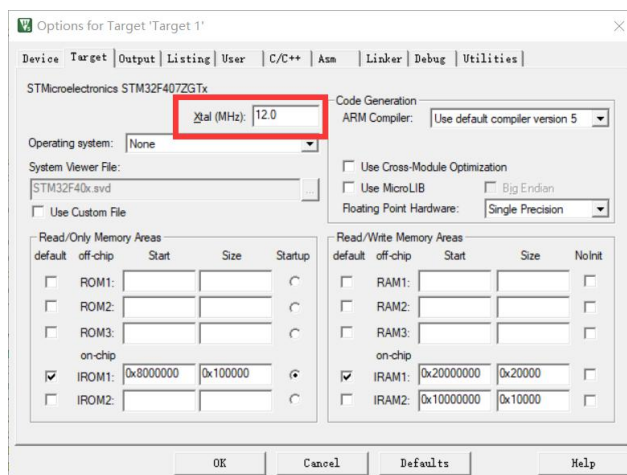 Options for Target 'Target 1'
Device Target Output Listing User C/C++ Asm Linker Debug Utilities
STMicroelectronics STM32F407ZGTx
Xtal (MHz): 12.0
Operating system: None
System Viewer File:
STM32F40x.svd ...
Use Custom File
Code Generation
ARM Compiler: Use default compiler version 5
Use Cross-Module Optimization
Use MicroLIB Big Endian
Floating Point Hardware: Single Precision
Read/Only Memory Areas
default off-chip Start Size Startup
ROM1:
ROM2:
ROM3:
on-chip
IROM1: 0x8000000 0x100000
IROM2:
Read/Write Memory Areas
default off-chip Start Size NoInit
RAM1:
RAM2:
RAM3:
on-chip
IRAM1: 0x20000000 0x20000
IRAM2: 0x10000000 0x10000
OK Cancel Defaults Help